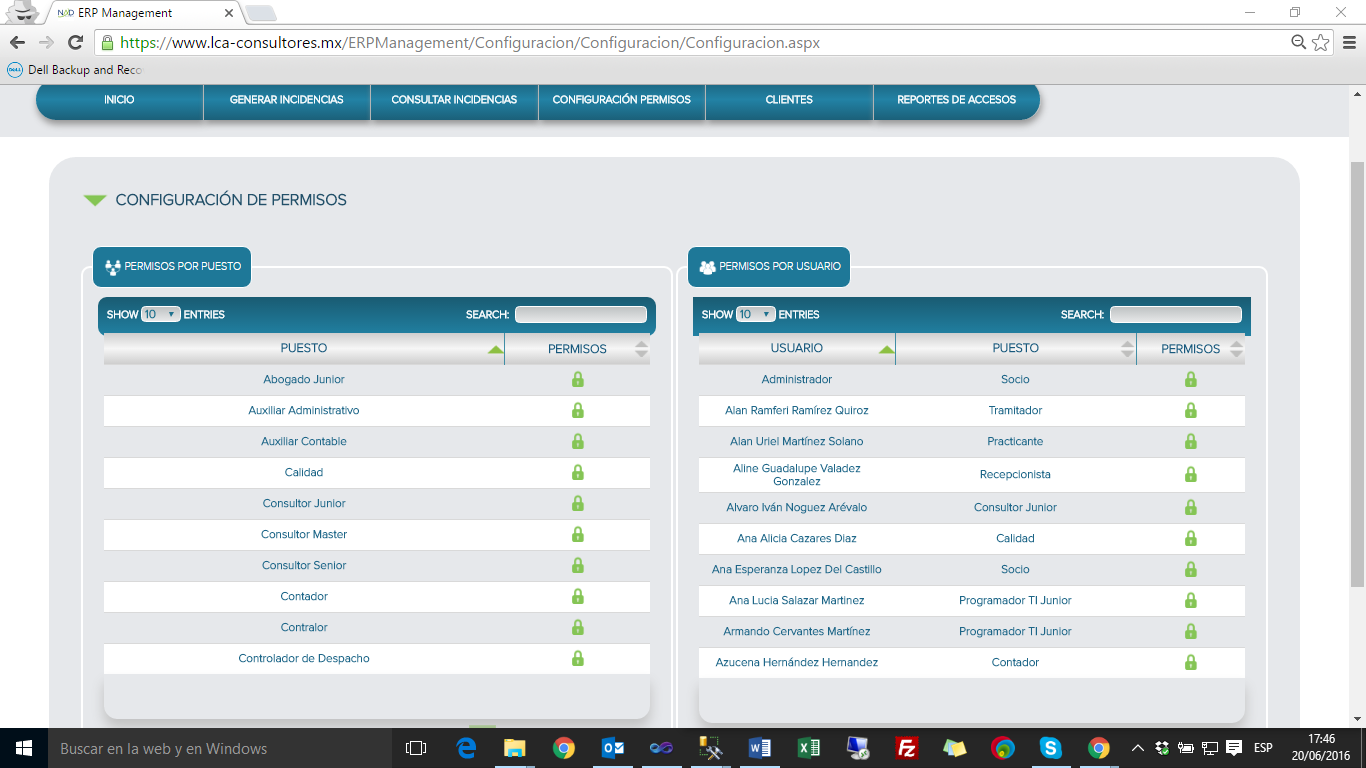 ERP Management
https://www.lca-consultores.mx/ERPManagement/Configuracion/Configuracion/Configuracion.aspx
Dell Backup and Reco
INICIO
GENERAR INCIDENCIAS
CONSULTAR INCIDENCIAS
CONFIGURACIÓN PERMISOS
CLIENTES
REPORTES DE ACCESOS
CONFIGURACIÓN DE PERMISOS
PERMISOS POR PUESTO
SHOW 10 ENTRIES
SEARCH:
PUESTO PERMISOS
Abogado Junior
Auxiliar Administrativo
Auxiliar Contable
Calidad
Consultor Junior
Consultor Master
Consultor Senior
Contador
Contralor
Controlador de Despacho
PERMISOS POR USUARIO
SHOW 10 ENTRIES
SEARCH:
USUARIO PUESTO PERMISOS
Administrador Socio
Alan Ramferi Ramírez Quiroz Tramitador
Alan Uriel Martínez Solano Practicante
Aline Guadalupe Valadez
Gonzalez Recepcionista
Alvaro Iván Noguez Arévalo Consultor Junior
Ana Alicia Cazares Diaz Calidad
Ana Esperanza Lopez Del Castillo Socio
Ana Lucia Salazar Martinez Programador TI Junior
Armando Cervantes Martínez Programador TI Junior
Azucena Hernández Hernandez Contador
Buscar en la web y en Windows
ESP
17:46
20/06/2016